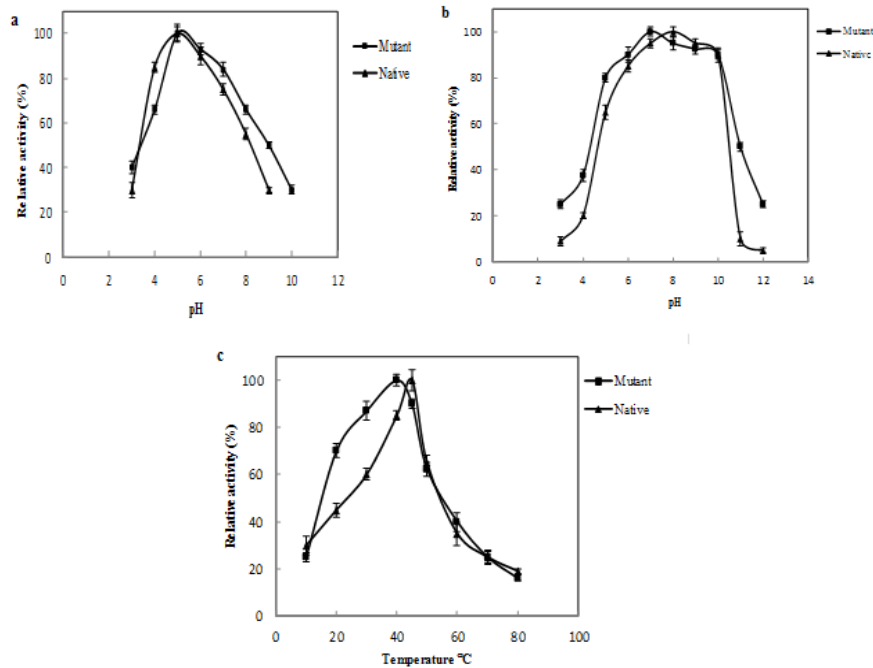 a
100
80
60
40
20
0
Relative activity (%)
0 2 4 6 8 10 12
pH
Mutant
Native
b
100
80
60
40
20
0
Relative activity (%)
0 2 4 6 8 10 12 14
pH
Mutant
Native
c
100
80
60
40
20
0
Relative activity (%)
0 20 40 60 80 100
Temperature °C
Mutant
Native